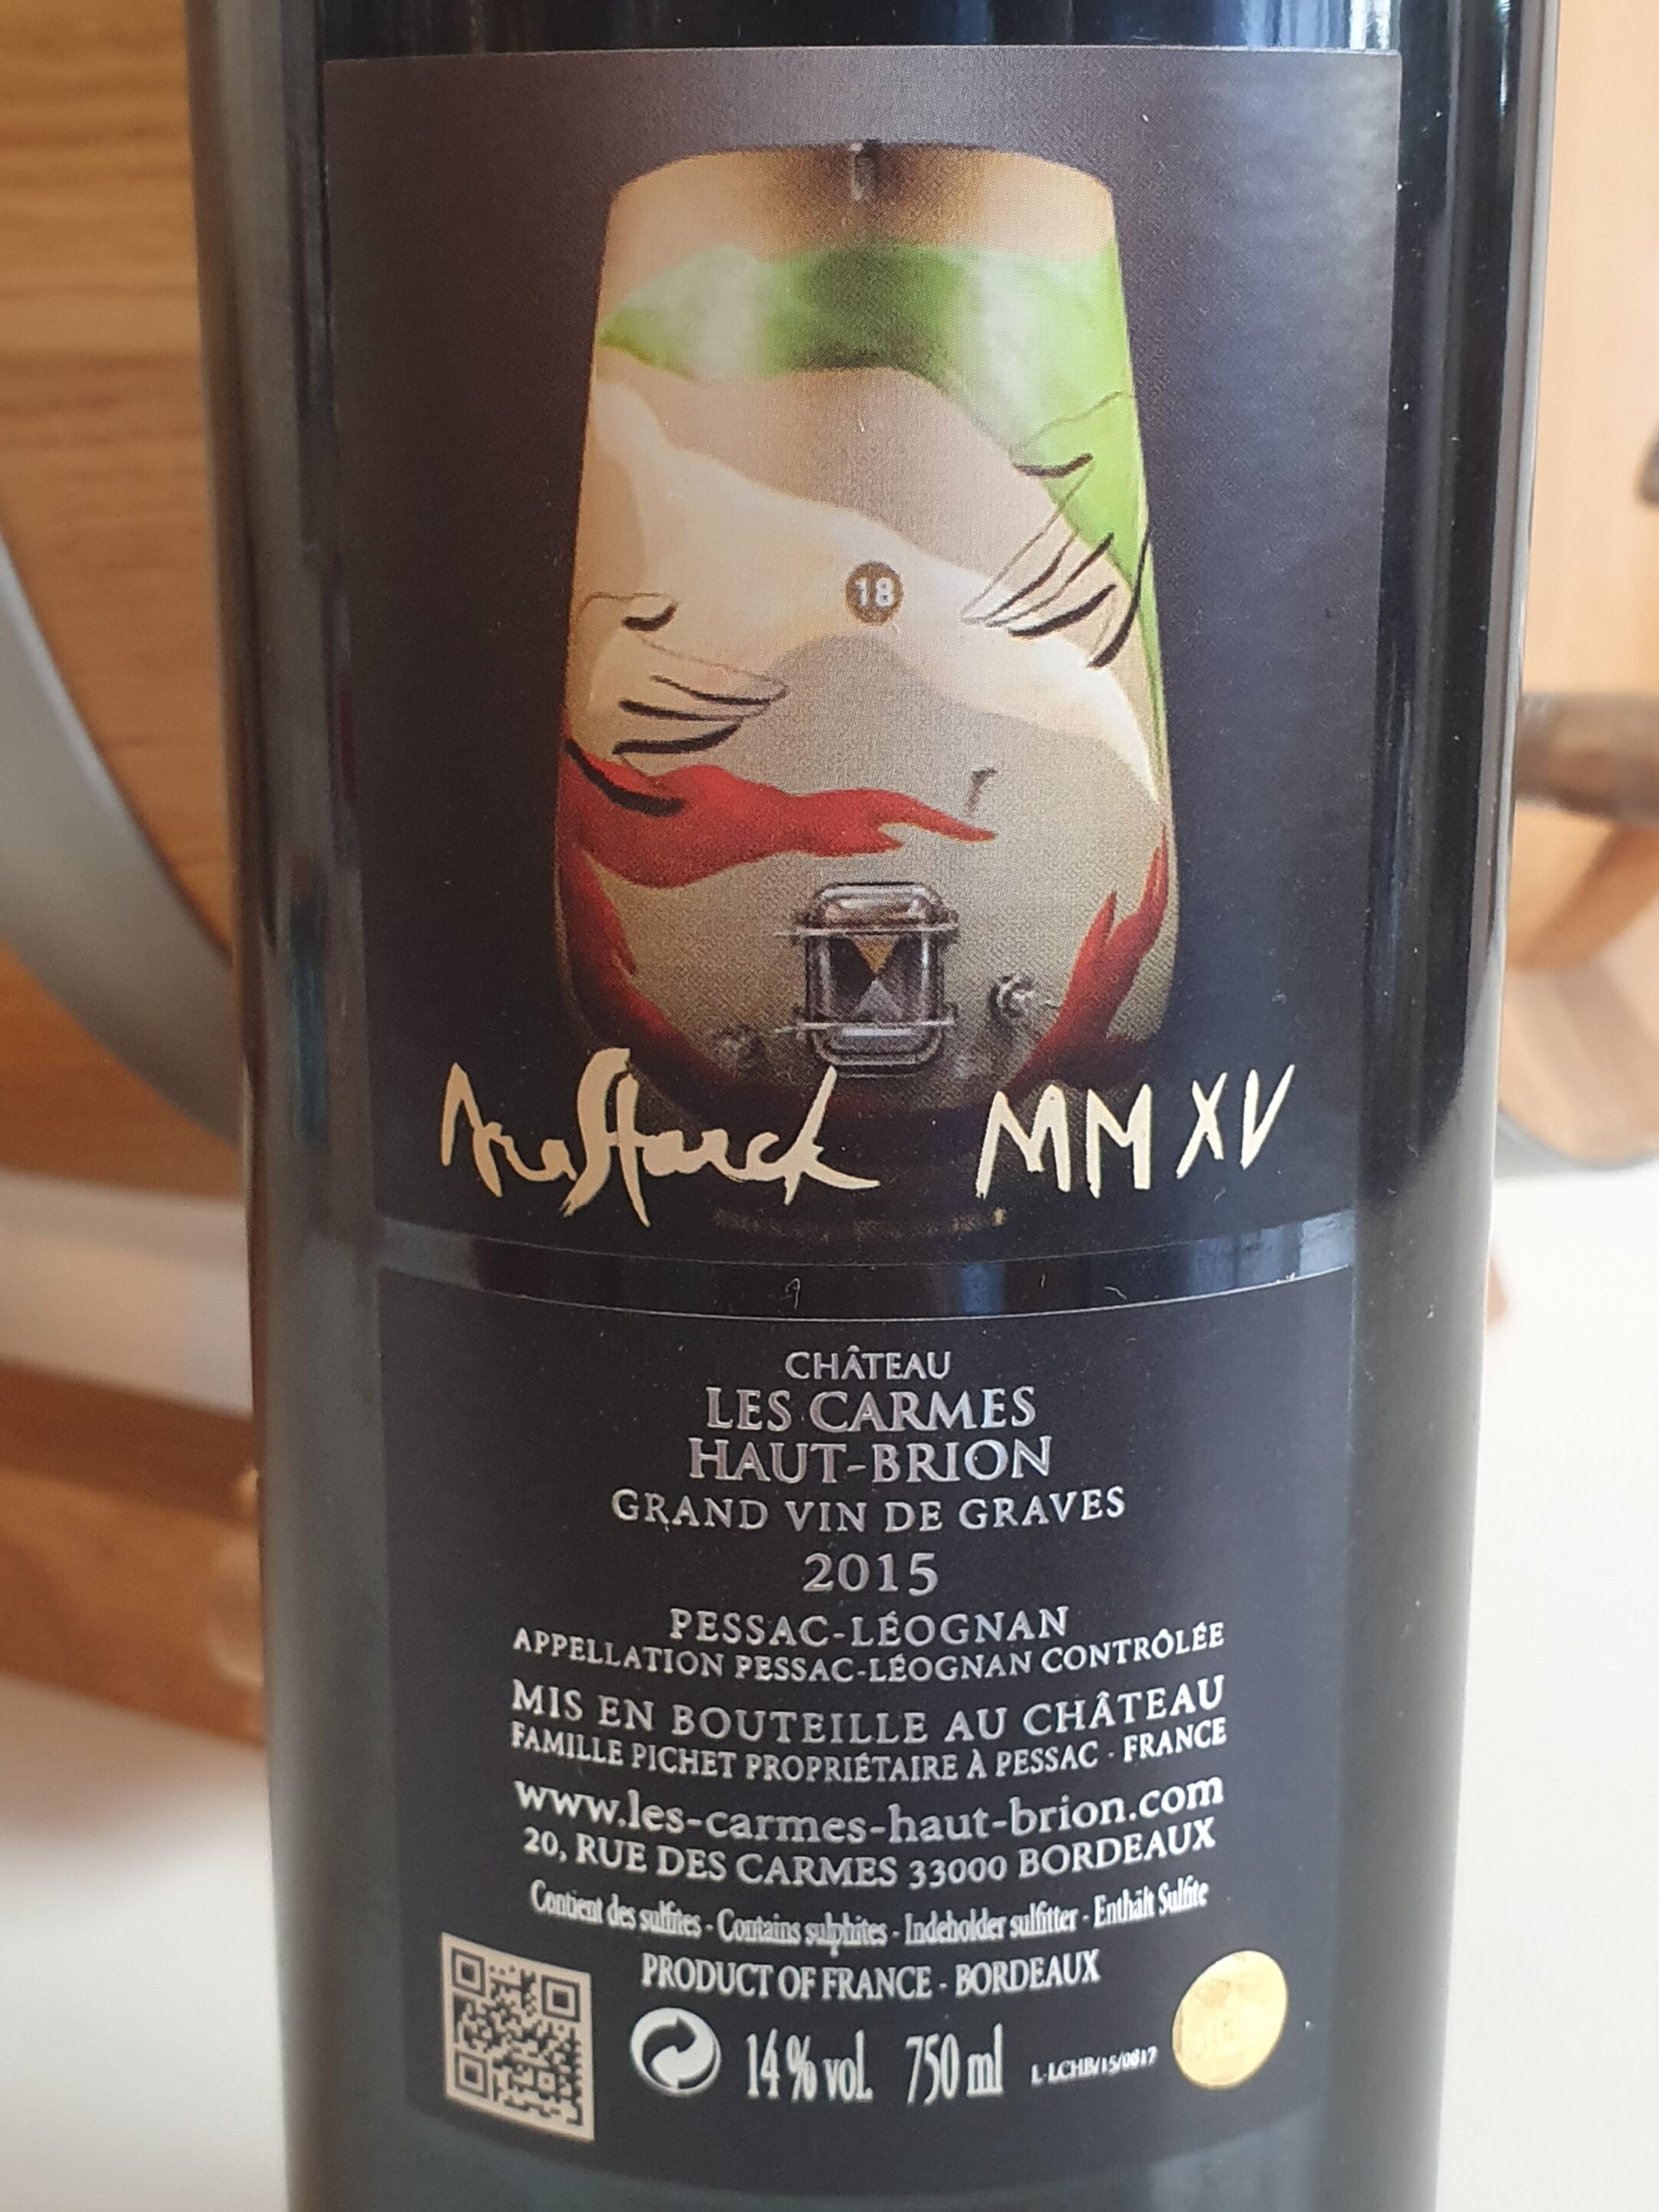 18
AraStarck MMXV
CHÂTEAU
LES CARMES
HAUT-BRION
GRAND VIN DE GRAVES
2015
PESSAC-LÉOGNAN
APPELLATION PESSAC-LÉOGNAN CONTRÔLÉE
MIS EN BOUTEILLE AU CHÂTEAU
FAMILLE PICHET PROPRIÉTAIRE À PESSAC - FRANCE
www.les-carmes-haut-brion.com
20, RUE DES CARMES 33000 BORDEAUX
Contient des sulfites - Contains sulphites - Indeholder sulfitter - Enthält Sulfite
PRODUCT OF FRANCE - BORDEAUX
14 % vol. 750 ml L-LCHB/15/0817